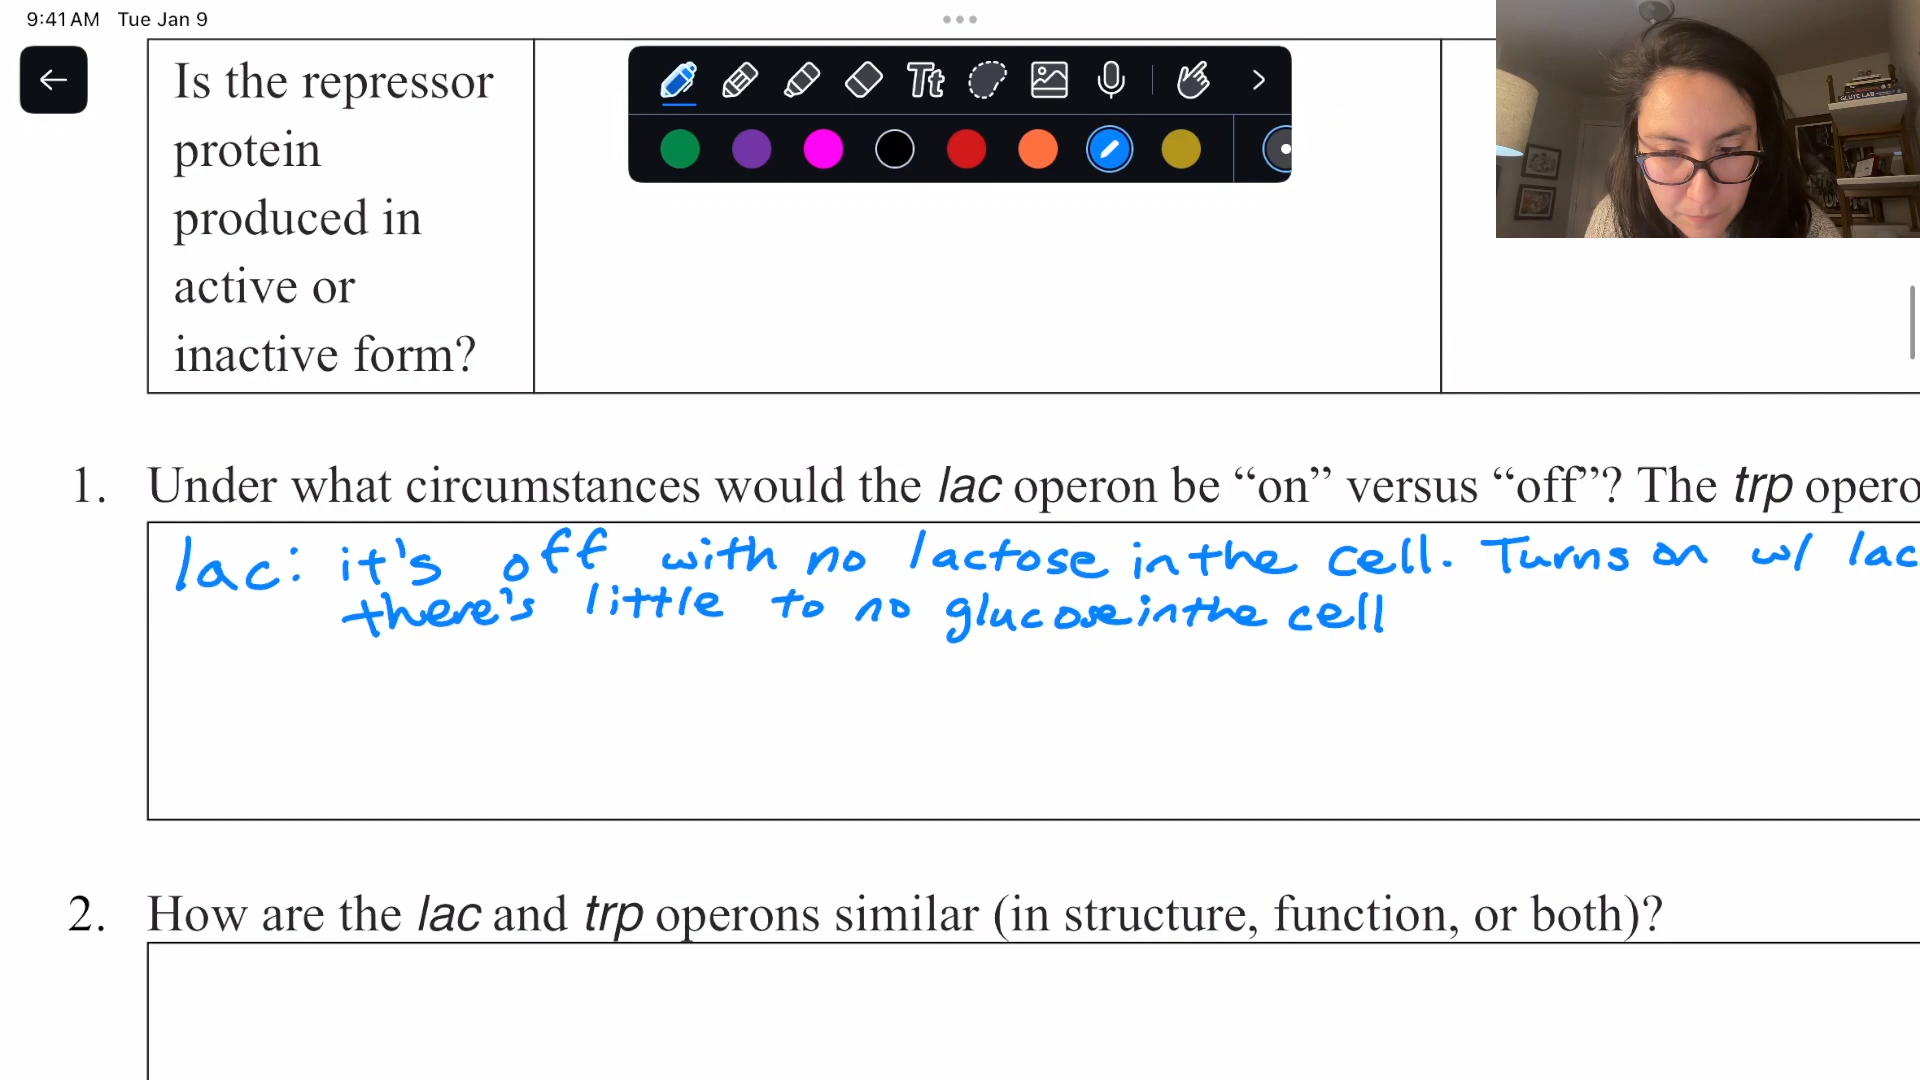 9:41 AM Tue Jan 9
Is the repressor
protein
produced in
active or
inactive form?
Tt
GLUTE LAB
1. Under what circumstances would the lac operon be “on” versus “off”? The trp opero
lac: it's off with no lactose in the cell. Turns on w/ lac
there's little to no glucose in the cell
2. How are the lac and trp operons similar (in structure, function, or both)?